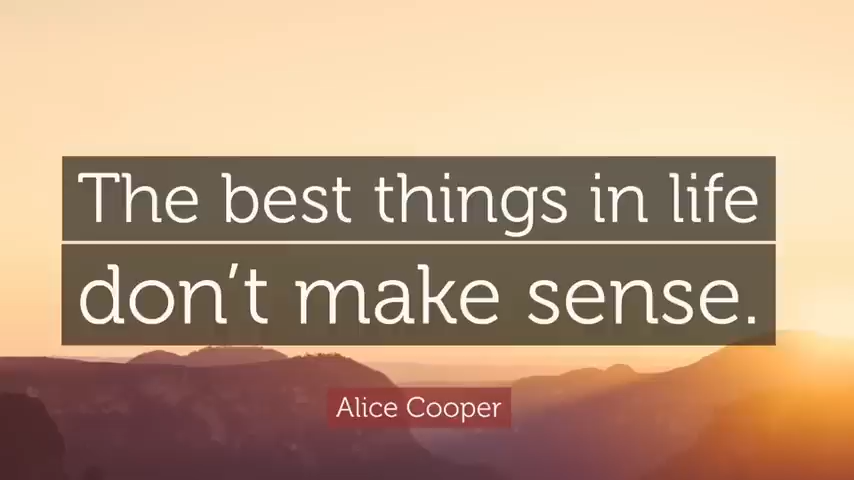 The best things in life
don’t make sense.
Alice Cooper